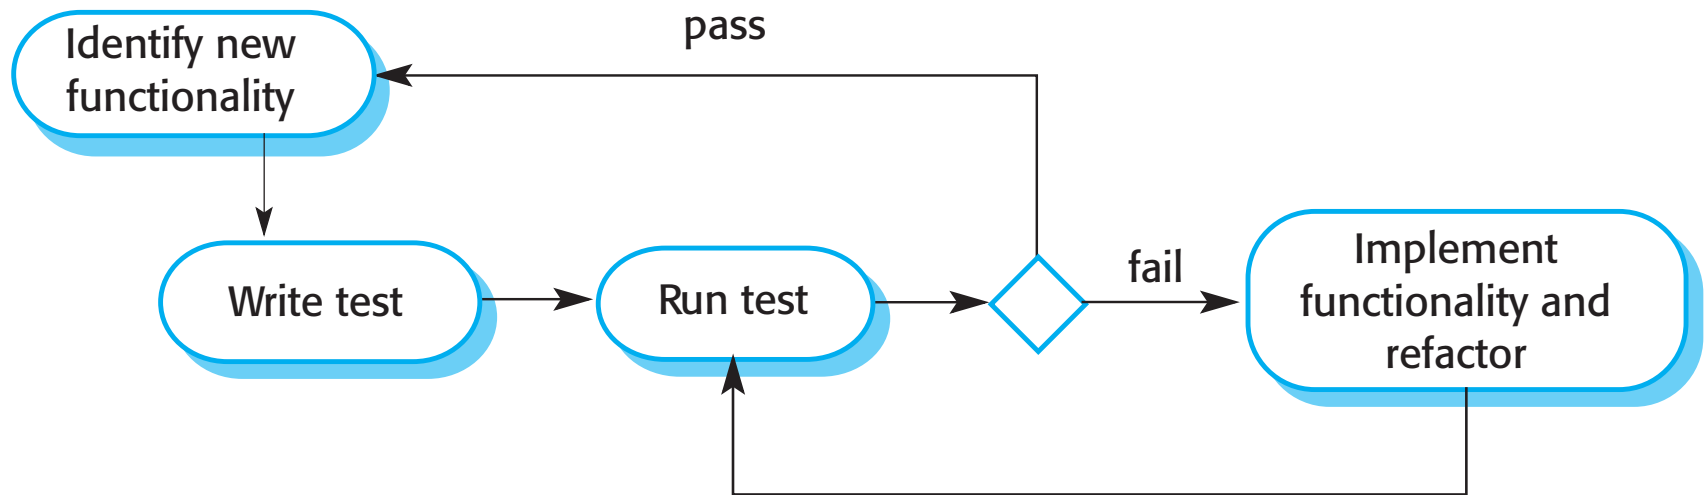 Identify new
functionality
pass
Write test
Run test
fail
Implement
functionality and
refactor